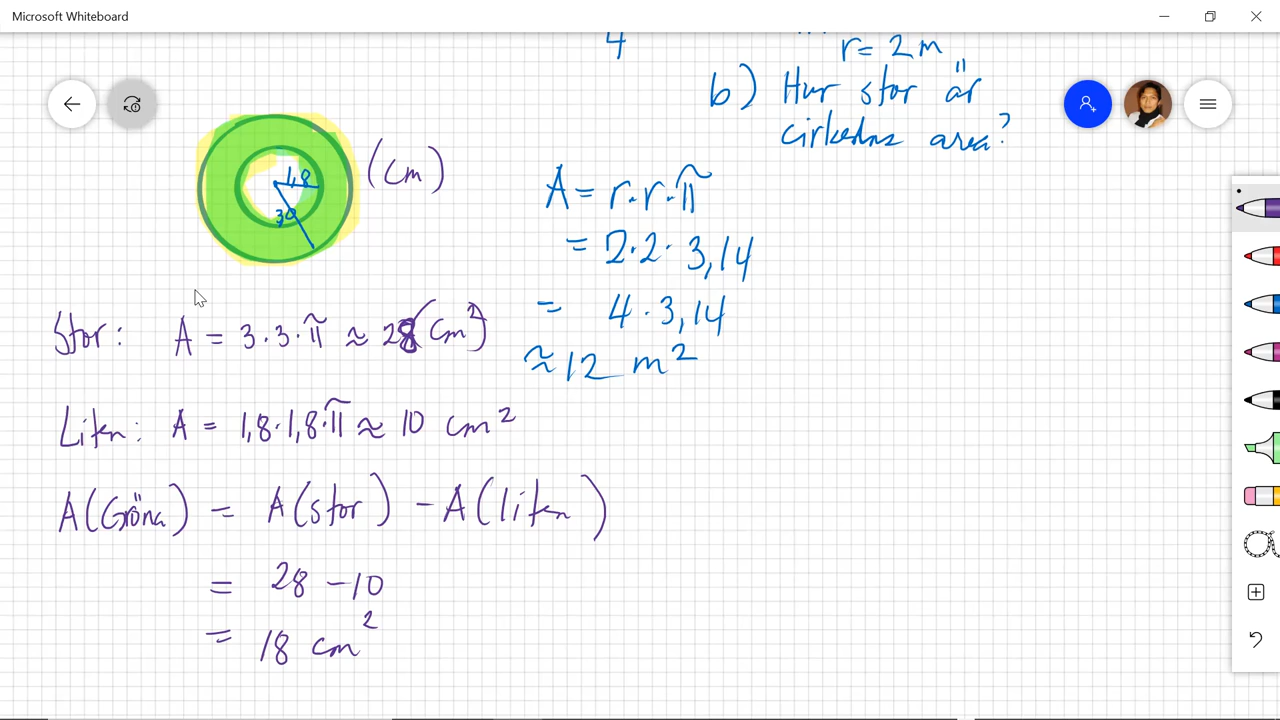 Microsoft Whiteboard
4
r = 2 m
b) Hur stor är
cirkelns area?
1,8
3,0
(cm)
A = r·r·π
= 2·2·3,14
= 4·3,14
≈ 12 m²
Stor: A = 3·3·π ≈ 28 (cm²)
Liten: A = 1,8·1,8·π ≈ 10 cm²
A(Gröna) = A(stor) - A(liten)
= 28 - 10
= 18 cm²